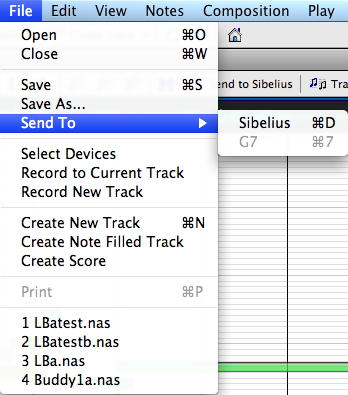 File Edit View Notes Composition Play
Open ⌘O
Close ⌘W
end to Sibelius Tra
Save ⌘S
Save As...
Send To ▶
Sibelius ⌘D
G7 ⌘7
Select Devices
Record to Current Track
Record New Track
Create New Track ⌘N
Create Note Filled Track
Create Score
Print ⌘P
1 LBatest.nas
2 LBatestb.nas
3 LBa.nas
4 Buddy1a.nas